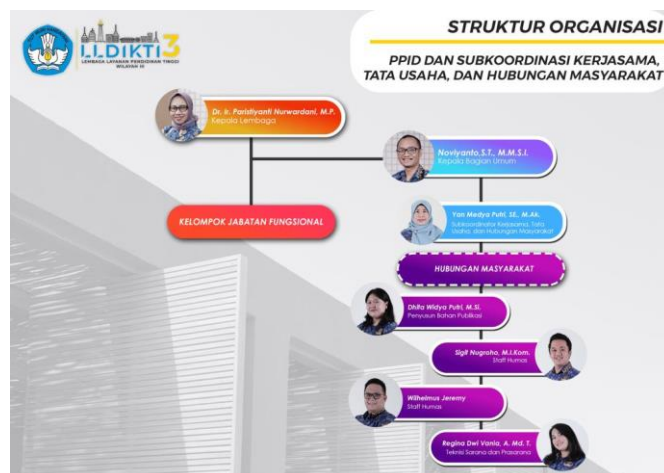 LLDIKTI 3
LEMBAGA LAYANAN PENDIDIKAN TINGGI
WILAYAH III
STRUKTUR ORGANISASI
PPID DAN SUBKOORDINASI KERJASAMA,
TATA USAHA, DAN HUBUNGAN MASYARAKAT
Dr. Ir. Paristiyanti Nurwardani, M.P.
Kepala Lembaga
Noviyanto,S.T., M.M.S.I.
Kepala Bagian Umum
KELOMPOK JABATAN FUNGSIONAL
Yan Medya Putri, SE., M.Ak.
Subkoordinator Kerjasama, Tata
Usaha, dan Hubungan Masyarakat
HUBUNGAN MASYARAKAT
Dhifa Widya Putri, M.Si.
Penyusun Bahan Publikasi
Sigit Nugroho, M.I.Kom.
Staff Humas
Wilhelmus Jeremy
Staff Humas
Regina Dwi Vania, A. Md. T.
Teknisi Sarana dan Prasarana